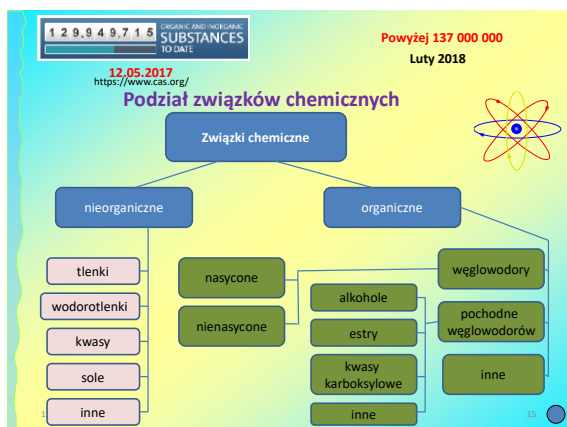 129,949,715
ORGANIC AND INORGANIC
SUBSTANCES
TO DATE
Powyżej 137 000 000
Luty 2018
12.05.2017
https://www.cas.org/
Podział związków chemicznych
Związki chemiczne
nieorganiczne
organiczne
tlenki
wodorotlenki
kwasy
sole
inne
nasycone
nienasycone
węglowodory
alkohole
estry
kwasy
karboksylowe
inne
pochodne
węglowodorów
inne
15